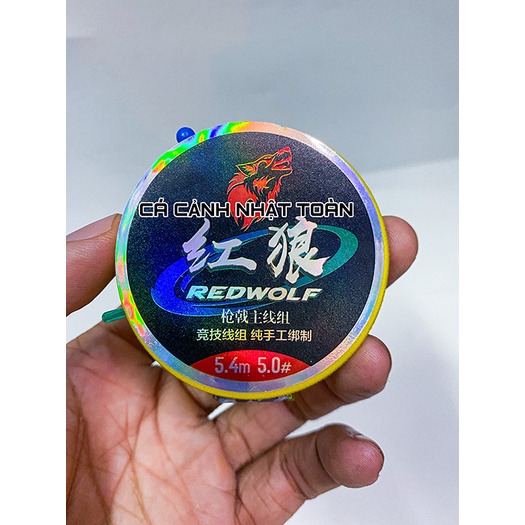 CÁ CẢNH NHẬT TOÀN
红狼
REDWOLF
枪戟主线组
竞技线组 纯手工绑制
5.4m 5.0#